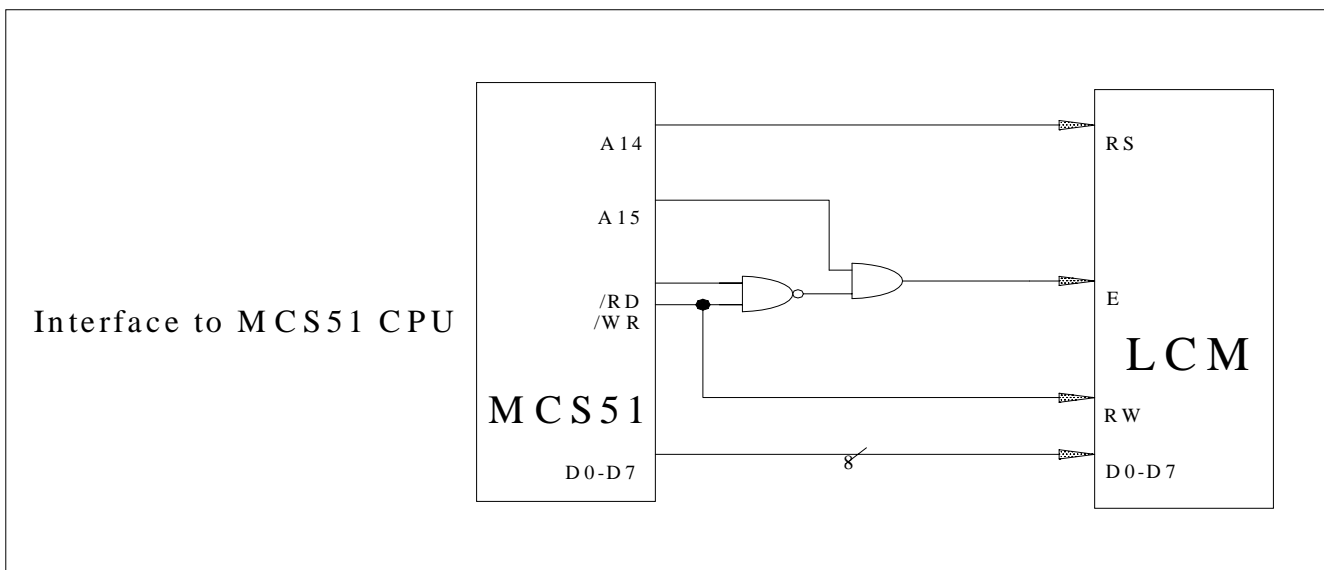 A14
RS
A15
/RD
/WR
E
Interface to MCS51 CPU
LCM
MCS51
RW
D0-D7
8
D0-D7